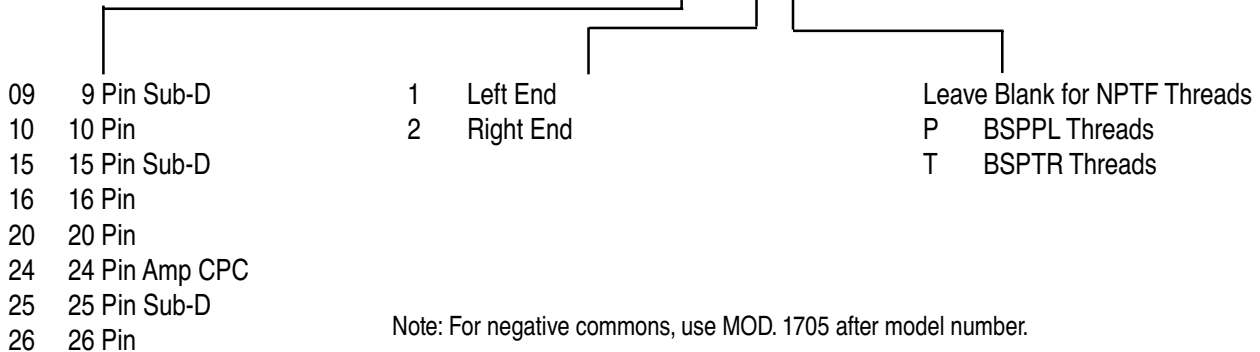 09 9 Pin Sub-D
10 10 Pin
15 15 Pin Sub-D
16 16 Pin
20 20 Pin
24 24 Pin Amp CPC
25 25 Pin Sub-D
26 26 Pin
1 Left End
2 Right End
Leave Blank for NPTF Threads
P BSPPL Threads
T BSPTR Threads
Note: For negative commons, use MOD. 1705 after model number.